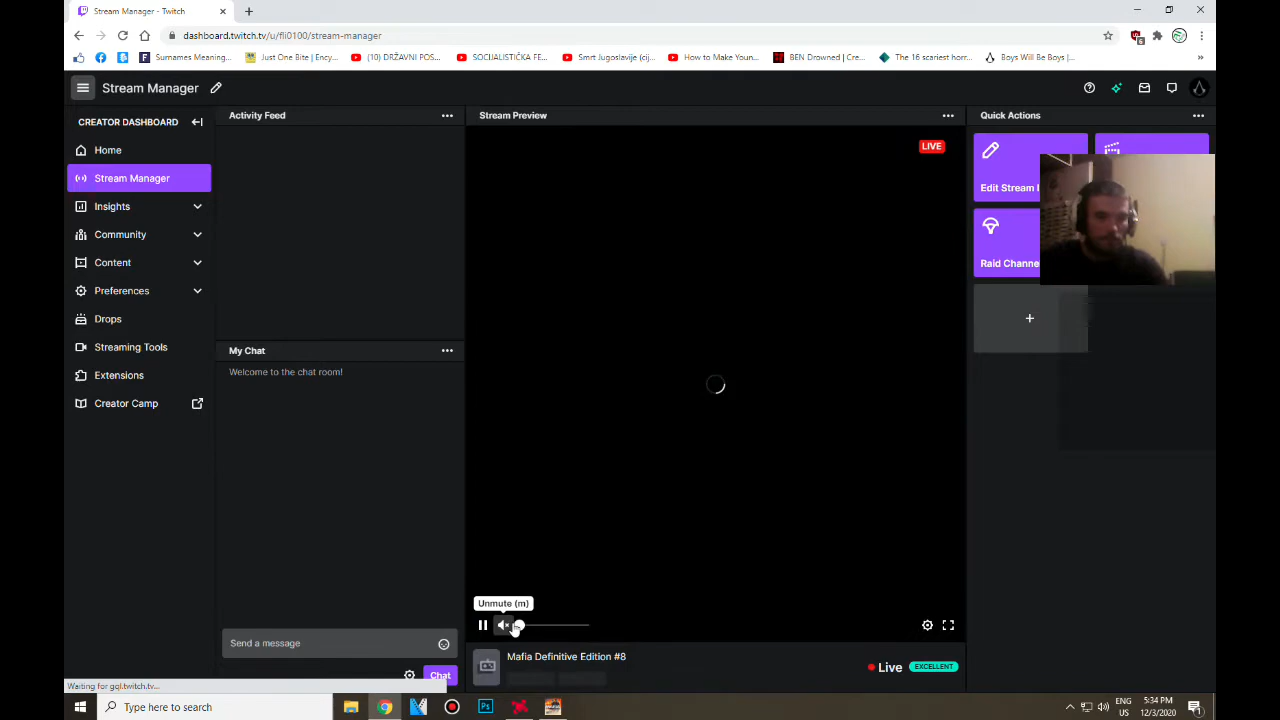 Stream Manager - Twitch
dashboard.twitch.tv/u/fli0100/stream-manager
5
Surnames Meaning...
Just One Bite | Ency...
(10) DRŽAVNI POS...
SOCIJALISTIČKA FE...
Smrt Jugoslavije (cij...
How to Make Youn...
BEN Drowned | Cre...
The 16 scariest horr...
Boys Will Be Boys |...
»
Stream Manager
CREATOR DASHBOARD
Home
Stream Manager
Insights
Community
Content
Preferences
Drops
Streaming Tools
Extensions
Creator Camp
Activity Feed
My Chat
Welcome to the chat room!
Send a message
Chat
Stream Preview
LIVE
Unmute (m)
Mafia Definitive Edition #8
Live
EXCELLENT
Quick Actions
Edit Stream
Raid Channe
+
Waiting for gql.twitch.tv...
Type here to search
Ps
ENG
US
5:34 PM
12/3/2020
1